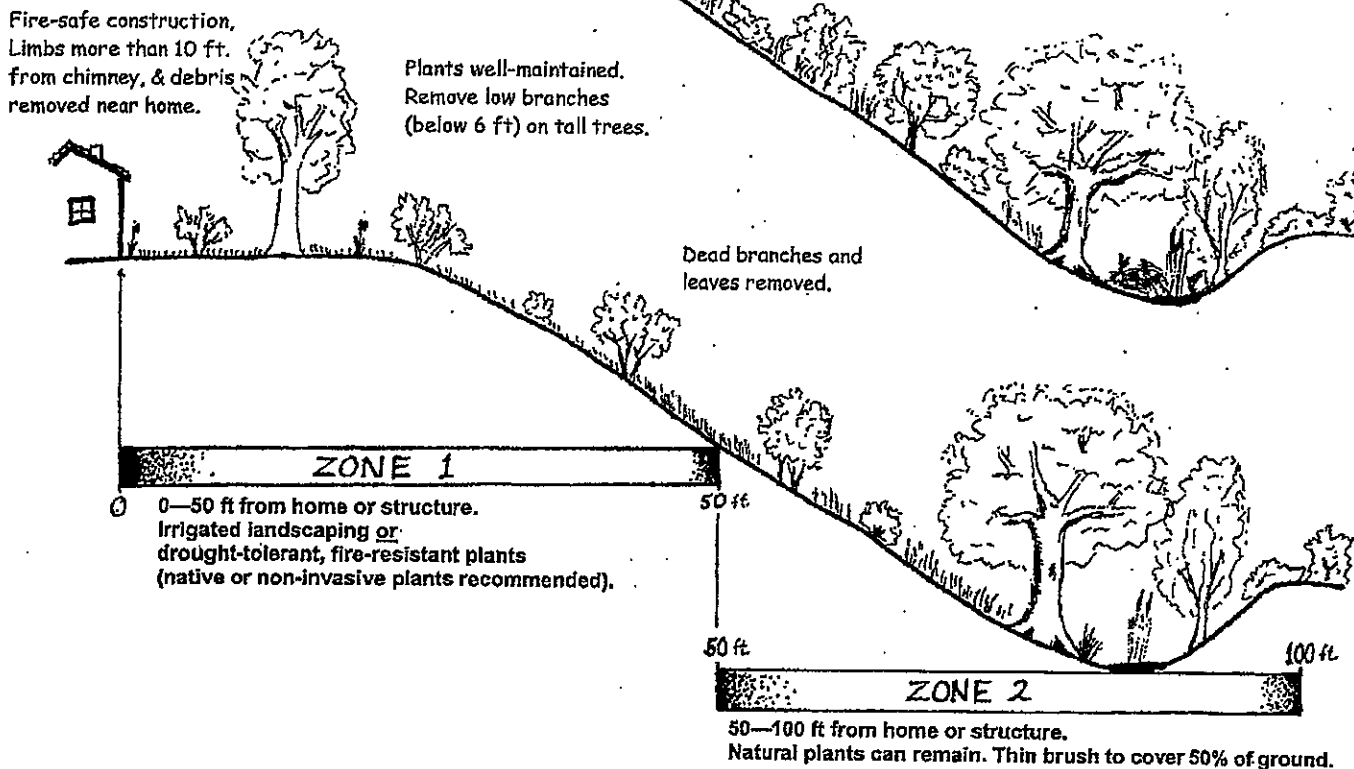 Fire-safe construction,
Limbs more than 10 ft.
from chimney, & debris
removed near home.
Plants well-maintained.
Remove low branches
(below 6 ft) on tall trees.
Dead branches and
leaves removed.
ZONE 1
0 50 ft
0—50 ft from home or structure.
Irrigated landscaping or
drought-tolerant, fire-resistant plants
(native or non-invasive plants recommended).
50 ft 100 ft
ZONE 2
50—100 ft from home or structure.
Natural plants can remain. Thin brush to cover 50% of ground.